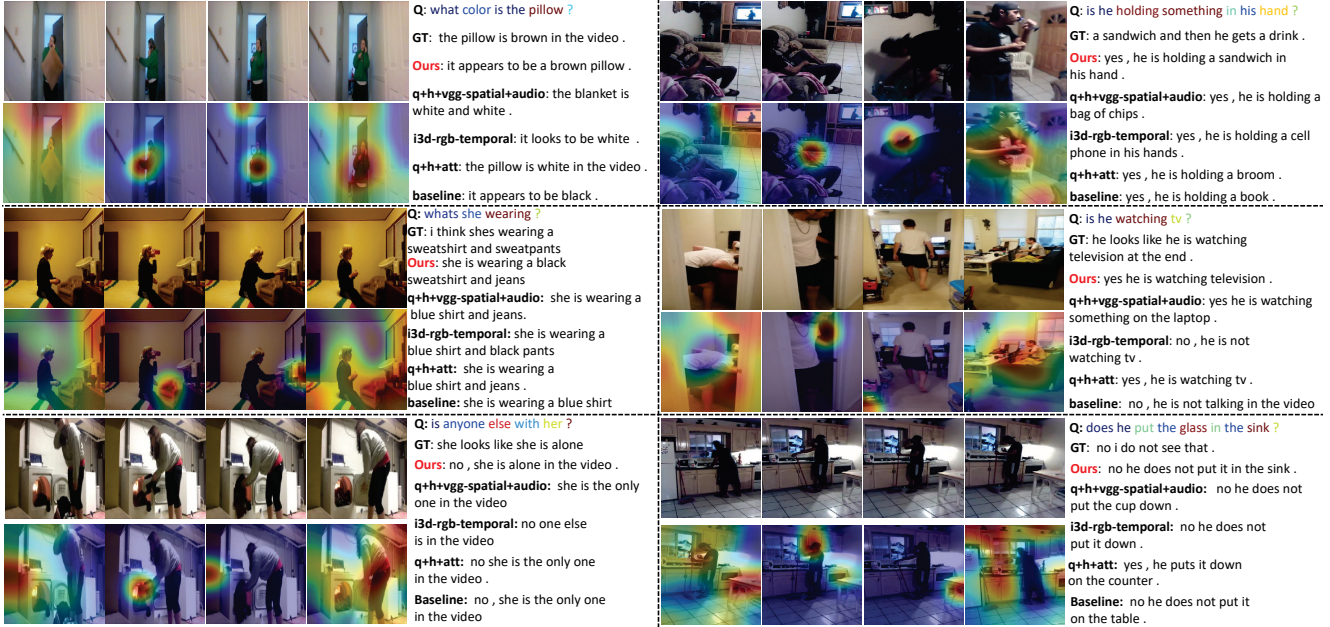 Q: what color is the pillow ?
GT: the pillow is brown in the video .
Ours: it appears to be a brown pillow .
q+h+vgg-spatial+audio: the blanket is
white and white .
i3d-rgb-temporal: it looks to be white .
q+h+att: the pillow is white in the video .
baseline: it appears to be black .
Q: is he holding something in his hand ?
GT: a sandwich and then he gets a drink .
Ours: yes , he is holding a sandwich in
his hand .
q+h+vgg-spatial+audio: yes , he is holding a
bag of chips .
i3d-rgb-temporal: yes , he is holding a cell
phone in his hands .
q+h+att: yes , he is holding a broom .
baseline: yes , he is holding a book .
Q: whats she wearing ?
GT: i think shes wearing a
sweatshirt and sweatpants
Ours: she is wearing a black
sweatshirt and jeans
q+h+vgg-spatial+audio: she is wearing a
blue shirt and jeans.
i3d-rgb-temporal: she is wearing a
blue shirt and black pants
q+h+att: she is wearing a
blue shirt and jeans .
baseline: she is wearing a blue shirt
Q: is he watching tv ?
GT: he looks like he is watching
television at the end .
Ours: yes he is watching television .
q+h+vgg-spatial+audio: yes he is watching
something on the laptop .
i3d-rgb-temporal: no , he is not
watching tv .
q+h+att: yes , he is watching tv .
baseline: no , he is not talking in the video
Q: is anyone else with her ?
GT: she looks like she is alone
Ours: no , she is alone in the video .
q+h+vgg-spatial+audio: she is the only
one in the video
i3d-rgb-temporal: no one else
is in the video
q+h+att: no she is the only one
in the video .
Baseline: no , she is the only one
in the video
Q: does he put the glass in the sink ?
GT: no i do not see that .
Ours: no he does not put it in the sink .
q+h+vgg-spatial+audio: no he does not
put the cup down .
i3d-rgb-temporal: no he does not
put it down .
q+h+att: yes , he puts it down
on the counter .
Baseline: no he does not put it
on the table .